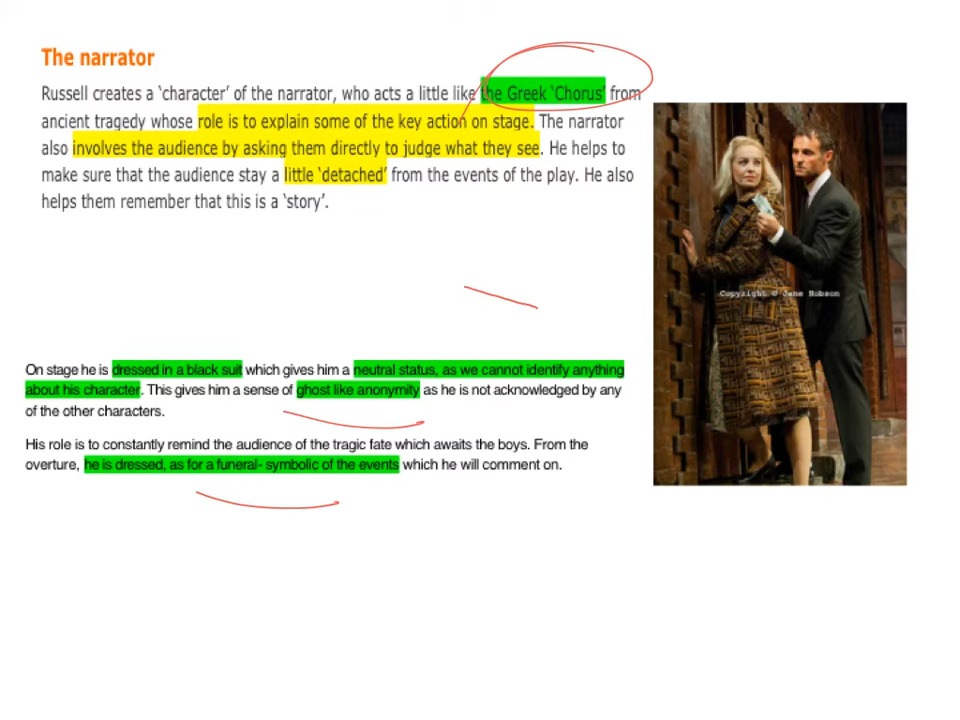 The narrator
Russell creates a ‘character’ of the narrator, who acts a little like the Greek ‘Chorus’ from
ancient tragedy whose role is to explain some of the key action on stage. The narrator
also involves the audience by asking them directly to judge what they see. He helps to
make sure that the audience stay a little ‘detached’ from the events of the play. He also
helps them remember that this is a ‘story’.
Copyright © Jane Hobson
On stage he is dressed in a black suit which gives him a neutral status, as we cannot identify anything
about his character. This gives him a sense of ghost like anonymity as he is not acknowledged by any
of the other characters.
His role is to constantly remind the audience of the tragic fate which awaits the boys. From the
overture, he is dressed, as for a funeral- symbolic of the events which he will comment on.